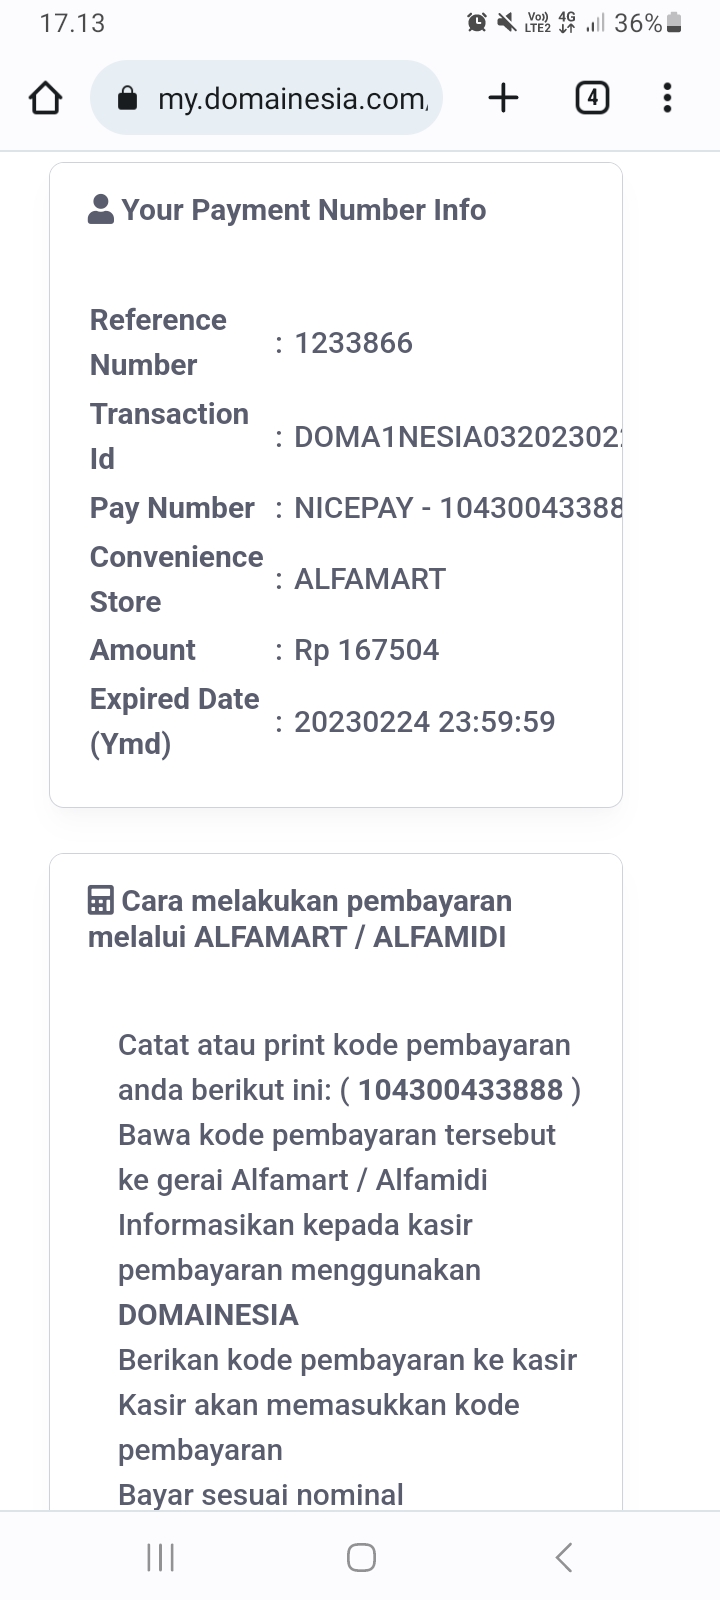 17.13
Vo)) 4G
LTE2
36%
my.domainesia.com
4
Your Payment Number Info
Reference
Number
: 1233866
Transaction
Id
: DOMA1NESIA03202302
Pay Number : NICEPAY - 10430043388
Convenience
Store
: ALFAMART
Amount : Rp 167504
Expired Date
(Ymd)
: 20230224 23:59:59
Cara melakukan pembayaran
melalui ALFAMART / ALFAMIDI
Catat atau print kode pembayaran
anda berikut ini: ( 104300433888 )
Bawa kode pembayaran tersebut
ke gerai Alfamart / Alfamidi
Informasikan kepada kasir
pembayaran menggunakan
DOMAINESIA
Berikan kode pembayaran ke kasir
Kasir akan memasukkan kode
pembayaran
Bayar sesuai nominal